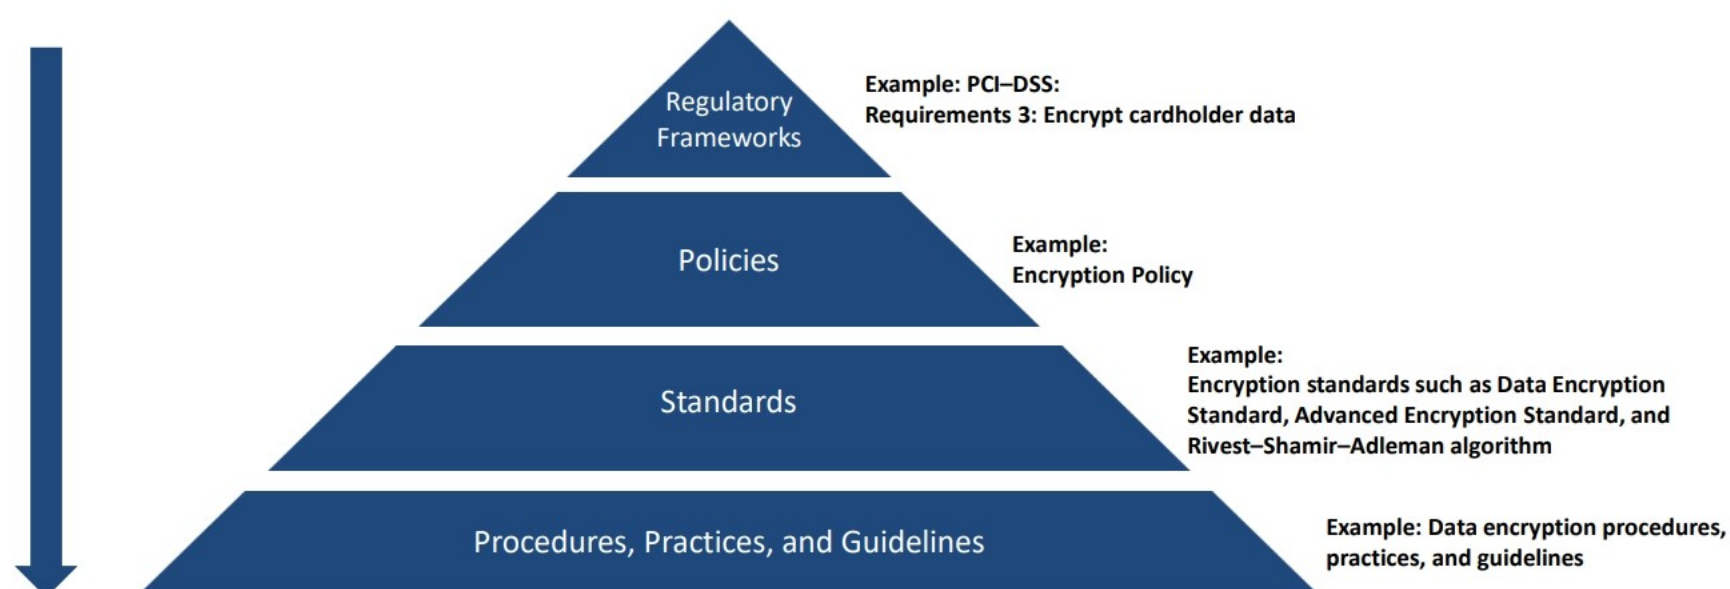 Regulatory
Frameworks
Example: PCI–DSS:
Requirements 3: Encrypt cardholder data
Policies
Example:
Encryption Policy
Standards
Example:
Encryption standards such as Data Encryption
Standard, Advanced Encryption Standard, and
Rivest–Shamir–Adleman algorithm
Procedures, Practices, and Guidelines
Example: Data encryption procedures,
practices, and guidelines